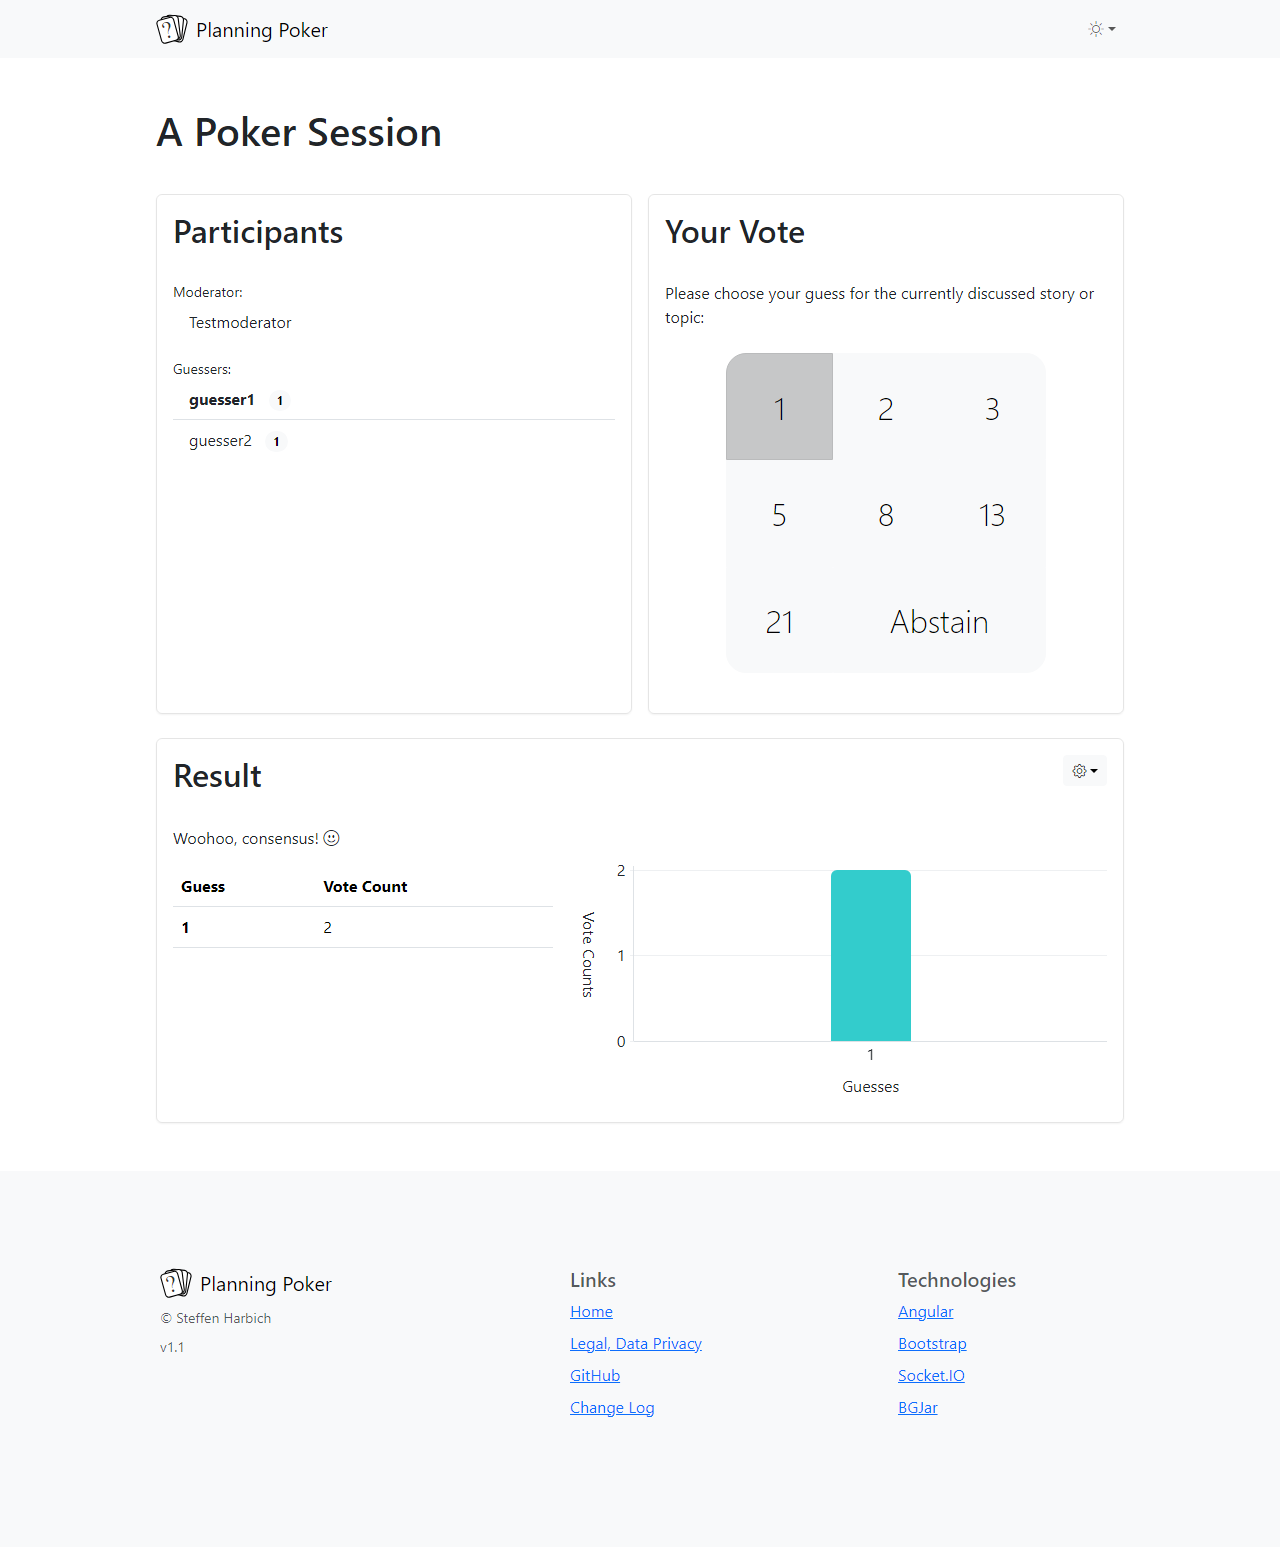 Planning Poker
A Poker Session
Participants
Moderator:
Testmoderator
Guessers:
guesser1 1
guesser2 1
Your Vote
Please choose your guess for the currently discussed story or
topic:
1 2 3
5 8 13
21 Abstain
Result
Woohoo, consensus!
Guess Vote Count
1 2
Vote Counts
2
1
0
1
Guesses
Planning Poker
© Steffen Harbich
v1.1
Links
Home
Legal, Data Privacy
GitHub
Change Log
Technologies
Angular
Bootstrap
Socket.IO
BGJar